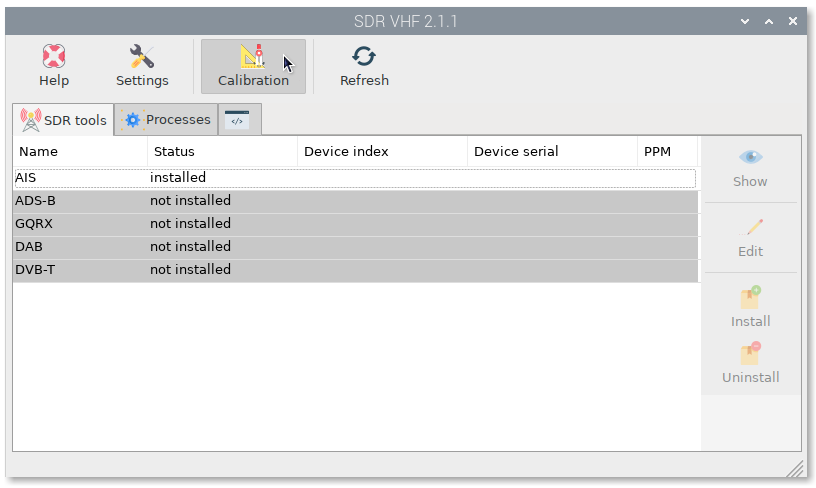 SDR VHF 2.1.1
Help Settings Calibration Refresh
SDR tools Processes </>
Name Status Device index Device serial PPM
AIS installed
ADS-B not installed
GQRX not installed
DAB not installed
DVB-T not installed
Show
Edit
Install
Uninstall